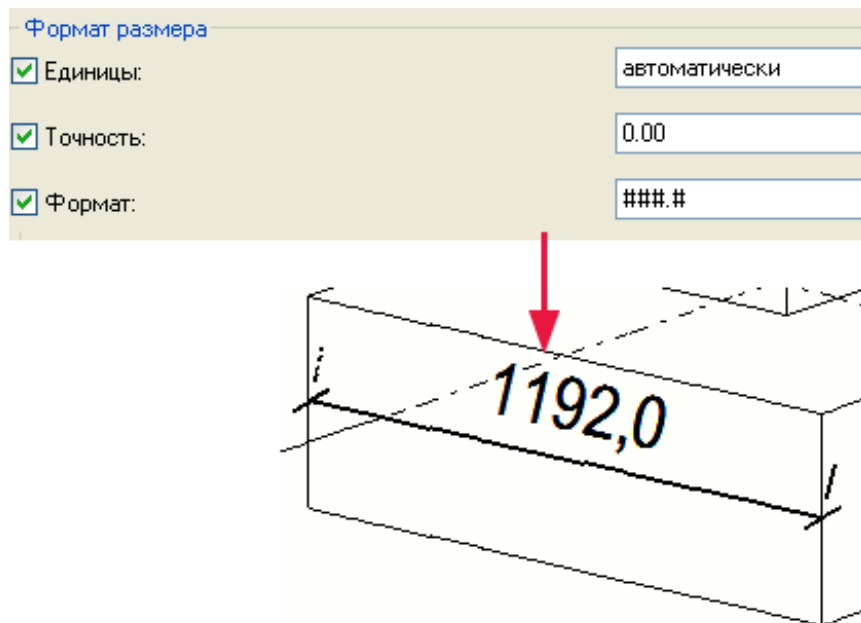 Формат размера
Единицы:
автоматически
Точность:
0.00
Формат:
###.#
1192,0